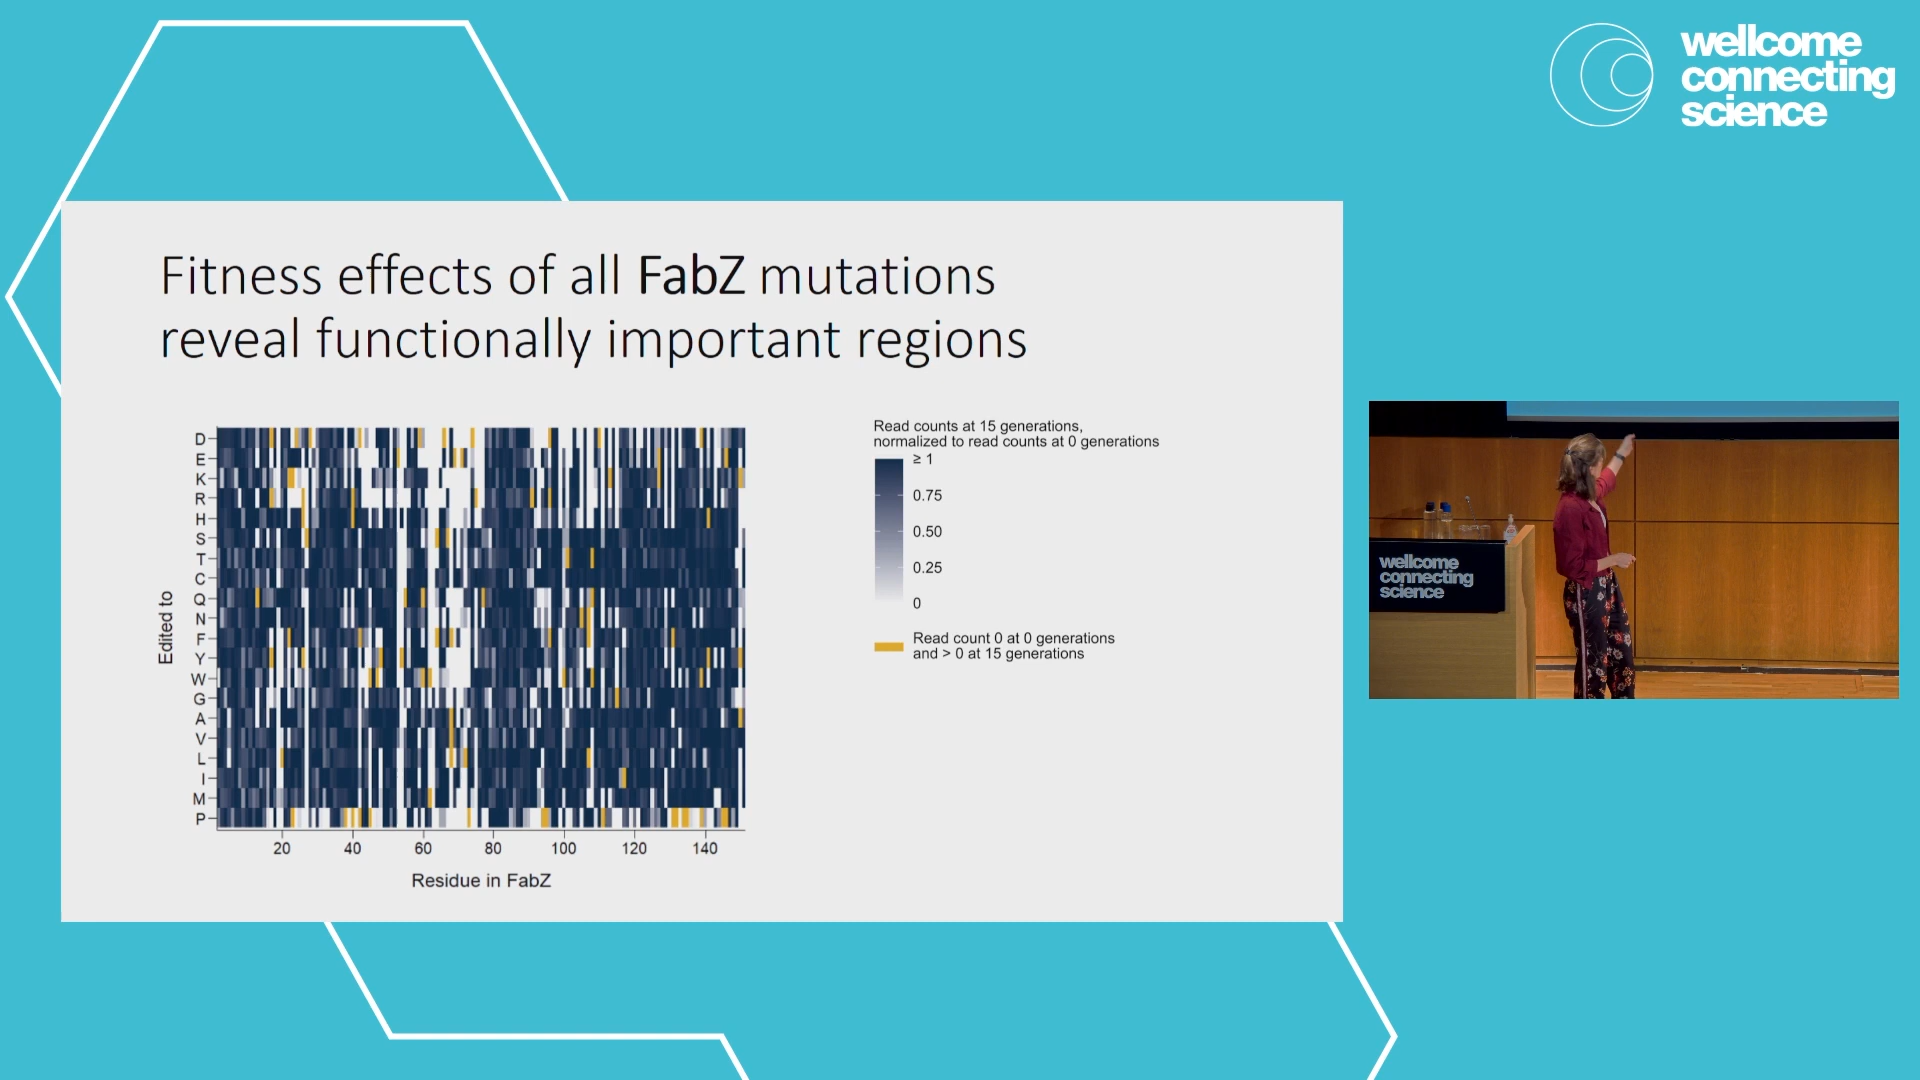 wellcome
connecting
science
Fitness effects of all FabZ mutations
reveal functionally important regions
Read counts at 15 generations,
normalized to read counts at 0 generations
≥ 1
0.75
0.50
0.25
0
Read count 0 at 0 generations
and > 0 at 15 generations
Edited to
D
E
K
R
H
S
T
C
Q
N
F
Y
W
G
A
V
L
I
M
P
20 40 60 80 100 120 140
Residue in FabZ
wellcome
connecting
science